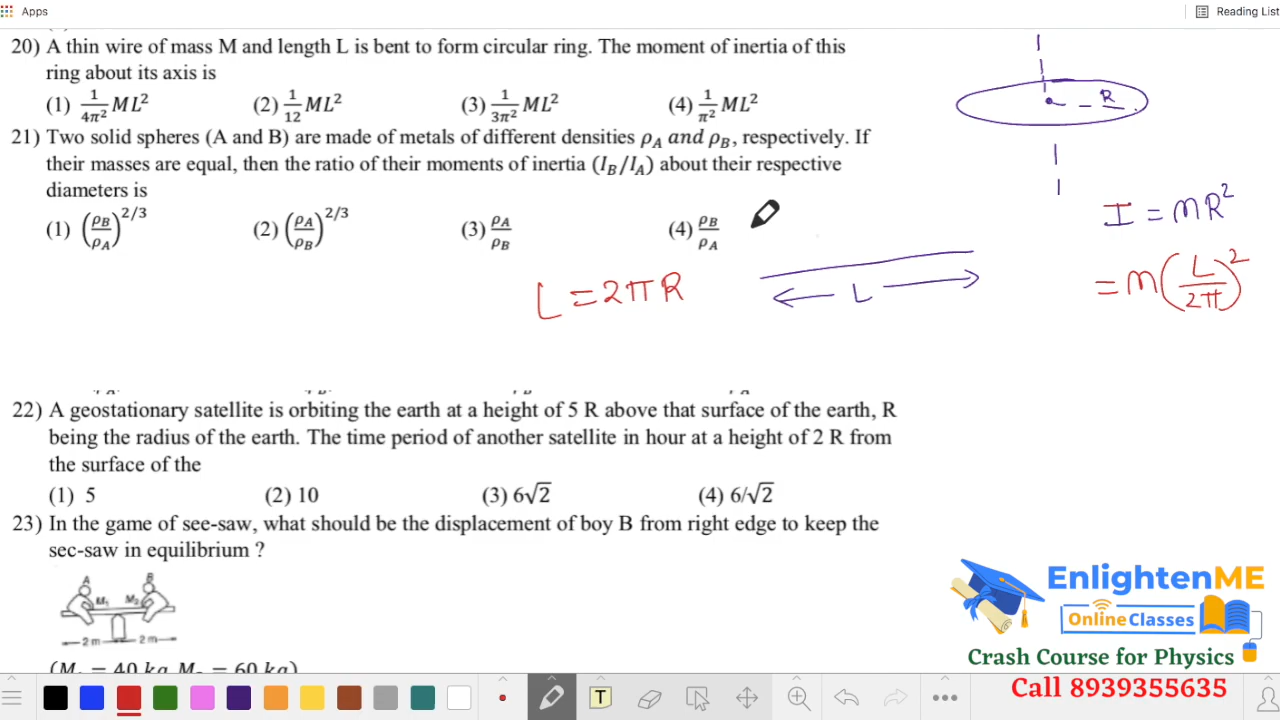 Apps
Reading List
20) A thin wire of mass M and length L is bent to form circular ring. The moment of inertia of this
ring about its axis is
(1) 1/4π² ML² (2) 1/12 ML² (3) 1/3π² ML² (4) 1/π² ML²
R
21) Two solid spheres (A and B) are made of metals of different densities ρA and ρB, respectively. If
their masses are equal, then the ratio of their moments of inertia (IB/IA) about their respective
diameters is
(1) (ρB/ρA)^2/3 (2) (ρA/ρB)^2/3 (3) ρA/ρB (4) ρB/ρA
I = mR²
L = 2πR
L
= m(L/2π)²
22) A geostationary satellite is orbiting the earth at a height of 5 R above that surface of the earth, R
being the radius of the earth. The time period of another satellite in hour at a height of 2 R from
the surface of the
(1) 5 (2) 10 (3) 6√2 (4) 6/√2
23) In the game of see-saw, what should be the displacement of boy B from right edge to keep the
sec-saw in equilibrium ?
A B
M₁ M₂
2 m 2 m
= 40 kg = 60 kg)
EnlightenME
OnlineClasses
Crash Course for Physics
Call 8939355635
T